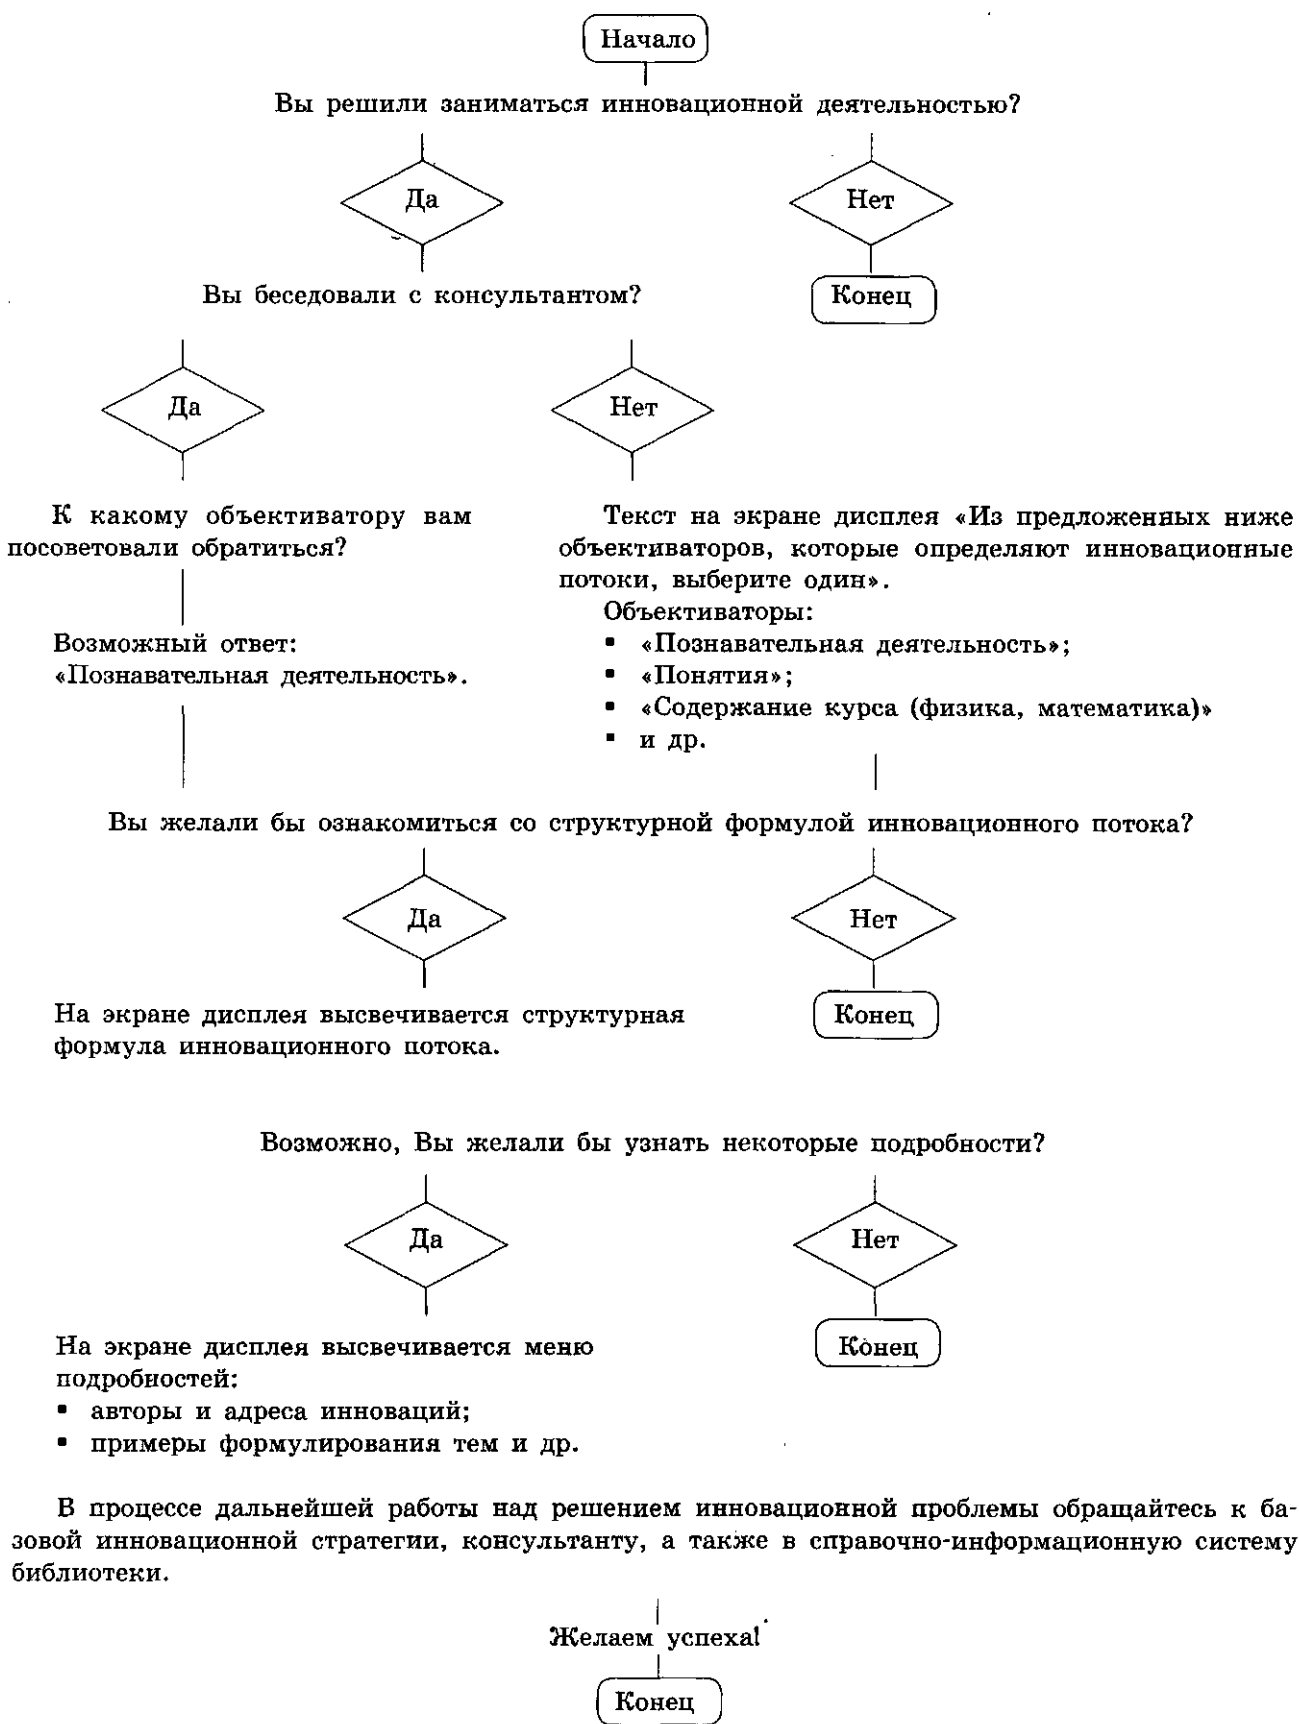 Начало
Вы решили заниматься инновационной деятельностью?
Да
Нет
Вы беседовали с консультантом?
Конец
Да
Нет
К какому объективатору вам
посоветовали обратиться?
Возможный ответ:
«Познавательная деятельность».
Текст на экране дисплея «Из предложенных ниже
объективаторов, которые определяют инновационные
потоки, выберите один».
Объективаторы:
▪ «Познавательная деятельность»;
▪ «Понятия»;
▪ «Содержание курса (физика, математика)»
▪ и др.
Вы желали бы ознакомиться со структурной формулой инновационного потока?
Да
Нет
На экране дисплея высвечивается структурная
формула инновационного потока.
Конец
Возможно, Вы желали бы узнать некоторые подробности?
Да
Нет
На экране дисплея высвечивается меню
подробностей:
▪ авторы и адреса инноваций;
▪ примеры формулирования тем и др.
Конец
В процессе дальнейшей работы над решением инновационной проблемы обращайтесь к ба-
зовой инновационной стратегии, консультанту, а также в справочно-информационную систему
библиотеки.
Желаем успеха!
Конец